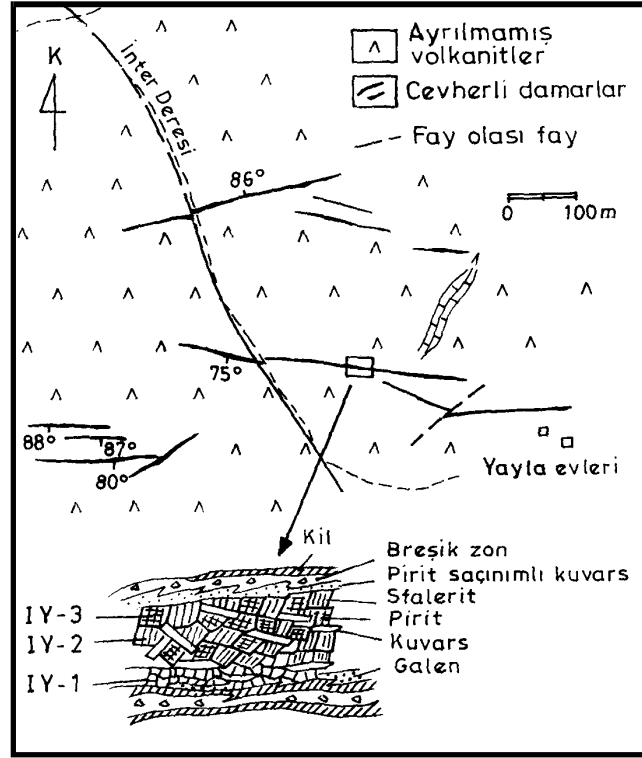 K
İnter Deresi
Ayrılmamış
volkanitler
Cevherli damarlar
Fay olası fay
0 100m
86°
75°
88°
87°
80°
Yayla evleri
Kil
Breşik zon
Pirit saçınımlı kuvars
Sfalerit
Pirit
Kuvars
Galen
IY-3
IY-2
IY-1